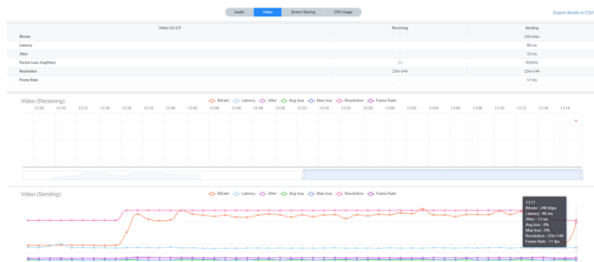 Audio Video Screen Sharing CPU Usage
Export details to CSV
Video (13:17) Receiving Sending
Bitrate - 240 kbps
Latency - 80 ms
Jitter - 13 ms
Packet Loss Avg(Max) 0%(0%)
Resolution 256×144 256×144
Frame Rate - 11 fps
Video (Receiving)
Bitrate Latency Jitter Avg loss Max loss Resolution Frame Rate
Video (Sending)
Bitrate Latency Jitter Avg loss Max loss Resolution Frame Rate
13:17
Bitrate : 240 kbps
Latency : 80 ms
Jitter : 13 ms
Avg loss : 0%
Max loss : 0%
Resolution : 256×144
Frame Rate : 11 fps